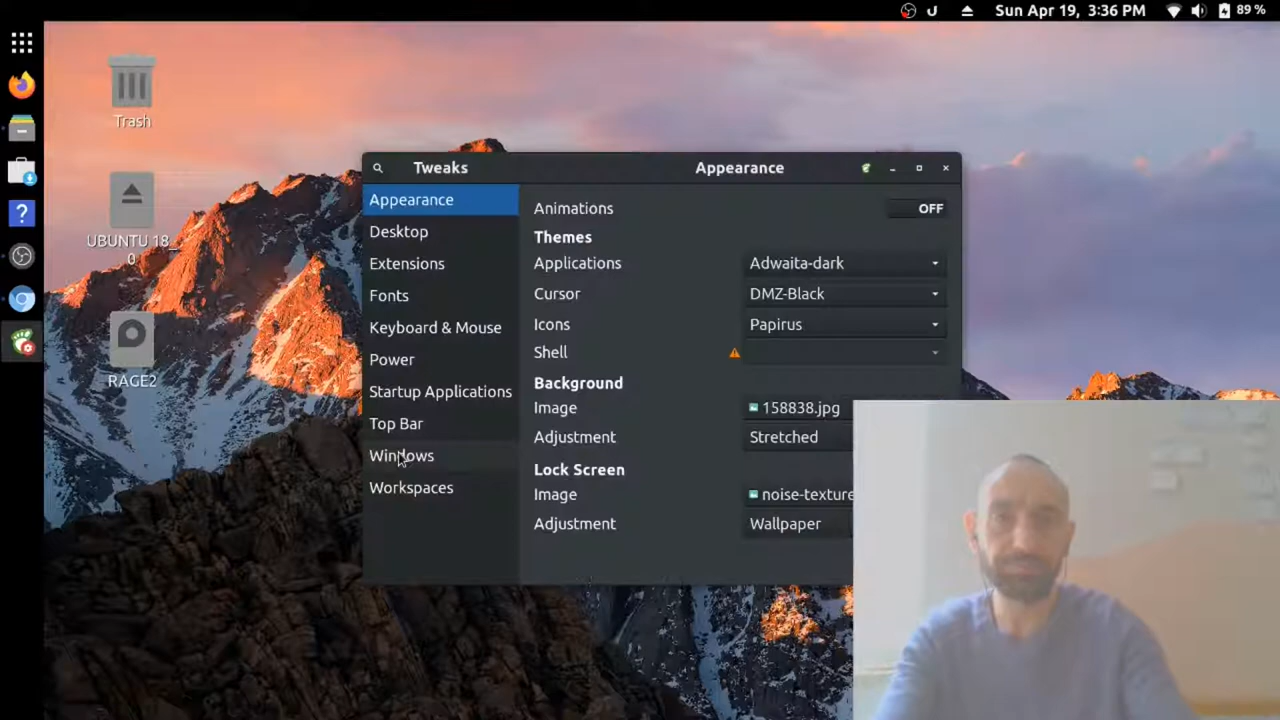 Sun Apr 19, 3:36 PM
89 %
Trash
UBUNTU 18_
0
RAGE2
Tweaks
Appearance
Appearance
Desktop
Extensions
Fonts
Keyboard & Mouse
Power
Startup Applications
Top Bar
Windows
Workspaces
Animations
OFF
Themes
Applications
Adwaita-dark
Cursor
DMZ-Black
Icons
Papirus
Shell
Background
Image
158838.jpg
Adjustment
Stretched
Lock Screen
Image
noise-texture
Adjustment
Wallpaper